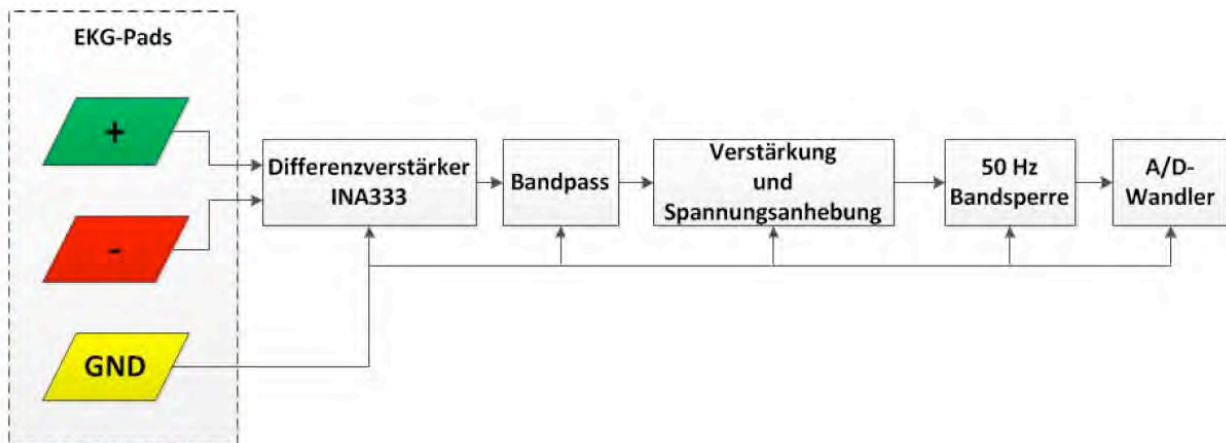 EKG-Pads
+
-
GND
Differenzverstärker
INA333
Bandpass
Verstärkung
und
Spannungsanhebung
50 Hz
Bandsperre
A/D-
Wandler